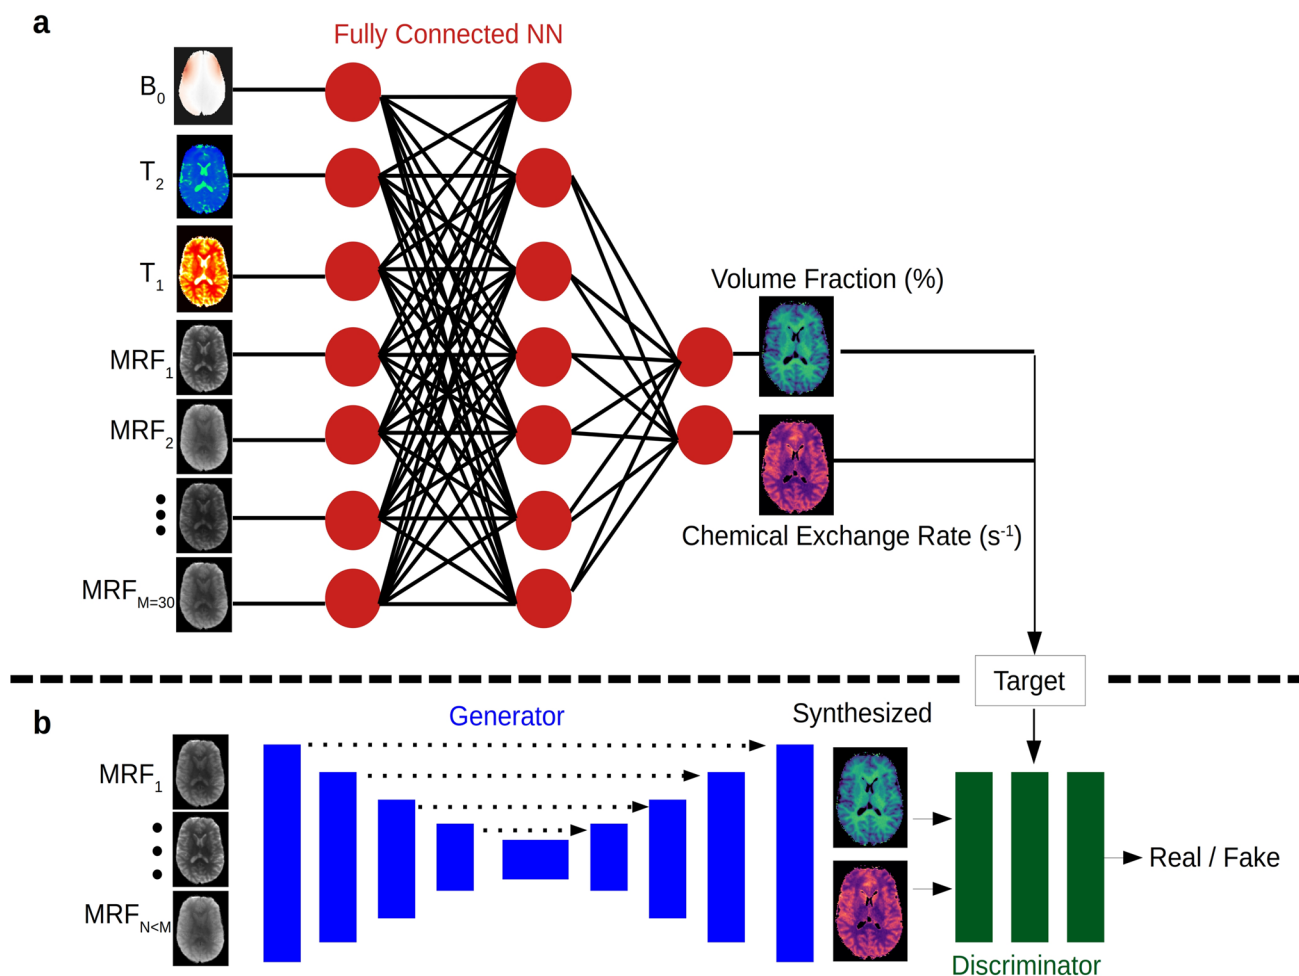 a
Fully Connected NN
B0
T2
T1
MRF1
MRF2
MRFM=30
Volume Fraction (%)
Chemical Exchange Rate (s-1)
Target
b
Generator
Synthesized
MRF1
MRFN<M
Real / Fake
Discriminator